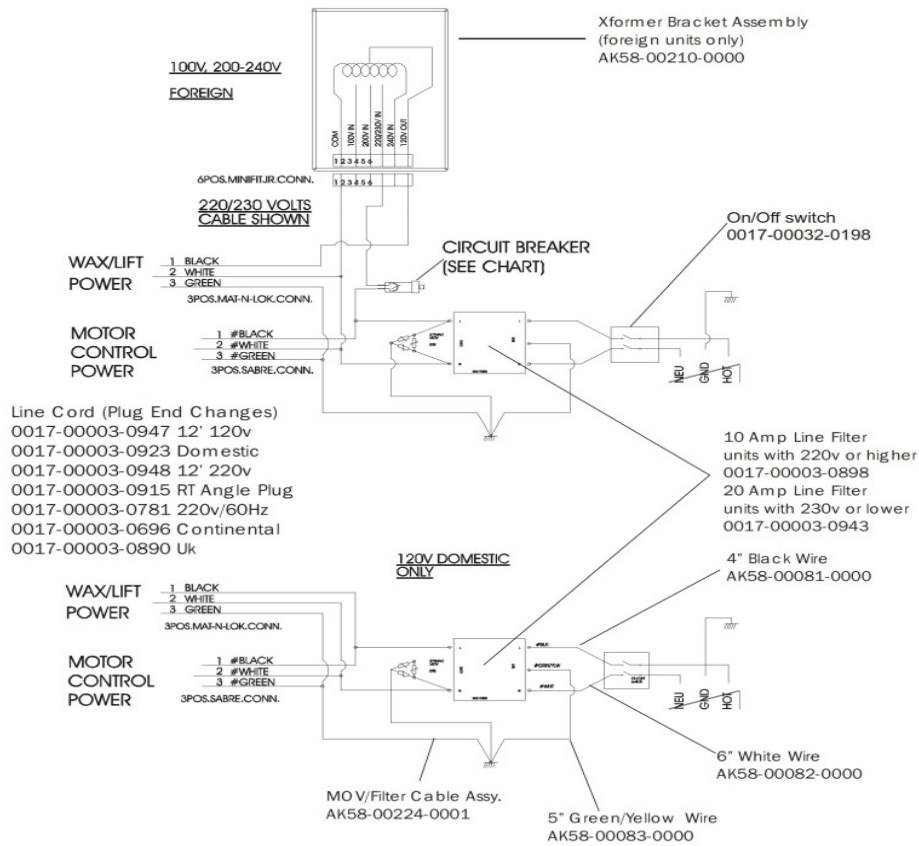 Xformer Bracket Assembly
(foreign units only)
AK58-00210-0000
100V, 200-240V
FOREIGN
COM
100V IN
200V IN
220/230V IN
240V IN
120V OUT
1 2 3 4 5 6
6POS.MINIFITJR.CONN.
1 2 3 4 5 6
220/230 VOLTS
CABLE SHOWN
On/Off switch
0017-00032-0198
CIRCUIT BREAKER
(SEE CHART)
WAX/LIFT
POWER
1 BLACK
2 WHITE
3 GREEN
3POS.MAT-N-LOK.CONN.
MOTOR
CONTROL
POWER
1 #BLACK
2 #WHITE
3 #GREEN
3POS.SABRE.CONN.
NEU
GND
HOT
Line Cord (Plug End Changes)
0017-00003-0947 12' 120v
0017-00003-0923 Domestic
0017-00003-0948 12' 220v
0017-00003-0915 RT Angle Plug
0017-00003-0781 220v/60Hz
0017-00003-0696 Continental
0017-00003-0890 Uk
10 Amp Line Filter
units with 220v or higher
0017-00003-0898
20 Amp Line Filter
units with 230v or lower
0017-00003-0943
120V DOMESTIC
ONLY
4" Black Wire
AK58-00081-0000
WAX/LIFT
POWER
1 BLACK
2 WHITE
3 GREEN
3POS.MAT-N-LOK.CONN.
MOTOR
CONTROL
POWER
1 #BLACK
2 #WHITE
3 #GREEN
3POS.SABRE.CONN.
#BLK
#GRN/YLW
#WHT
NEU
GND
HOT
6" White Wire
AK58-00082-0000
MOV/Filter Cable Assy.
AK58-00224-0001
5" Green/Yellow Wire
AK58-00083-0000